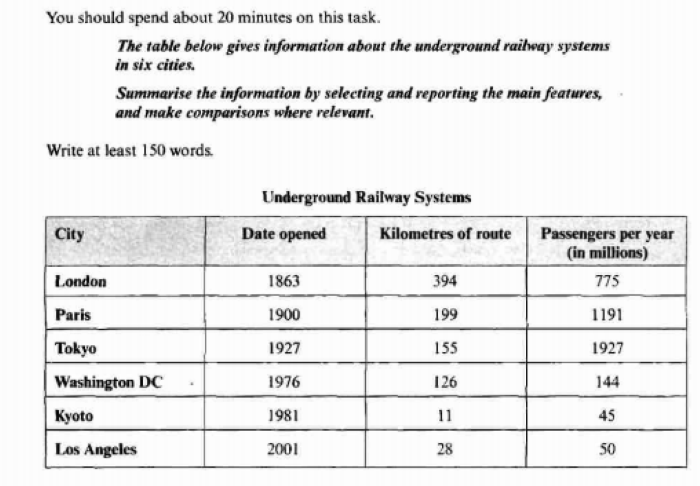 You should spend about 20 minutes on this task.
The table below gives information about the underground railway systems
in six cities.
Summarise the information by selecting and reporting the main features,
and make comparisons where relevant.
Write at least 150 words.
Underground Railway Systems
City Date opened Kilometres of route Passengers per year
(in millions)
London 1863 394 775
Paris 1900 199 1191
Tokyo 1927 155 1927
Washington DC 1976 126 144
Kyoto 1981 11 45
Los Angeles 2001 28 50